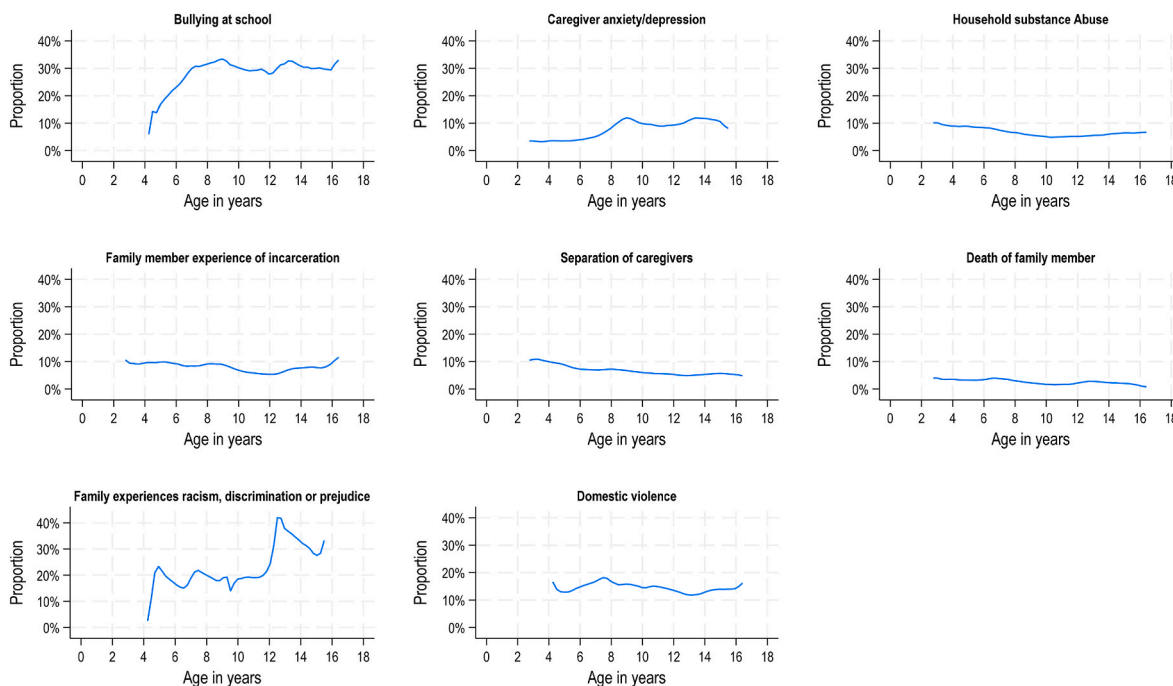 Bullying at school
40%
30%
20%
10%
0%
Proportion
0 2 4 6 8 10 12 14 16 18
Age in years
Caregiver anxiety/depression
40%
30%
20%
10%
0%
Proportion
0 2 4 6 8 10 12 14 16 18
Age in years
Household substance Abuse
40%
30%
20%
10%
0%
Proportion
0 2 4 6 8 10 12 14 16 18
Age in years
Family member experience of incarceration
40%
30%
20%
10%
0%
Proportion
0 2 4 6 8 10 12 14 16 18
Age in years
Separation of caregivers
40%
30%
20%
10%
0%
Proportion
0 2 4 6 8 10 12 14 16 18
Age in years
Death of family member
40%
30%
20%
10%
0%
Proportion
0 2 4 6 8 10 12 14 16 18
Age in years
Family experiences racism, discrimination or prejudice
40%
30%
20%
10%
0%
Proportion
0 2 4 6 8 10 12 14 16 18
Age in years
Domestic violence
40%
30%
20%
10%
0%
Proportion
0 2 4 6 8 10 12 14 16 18
Age in years